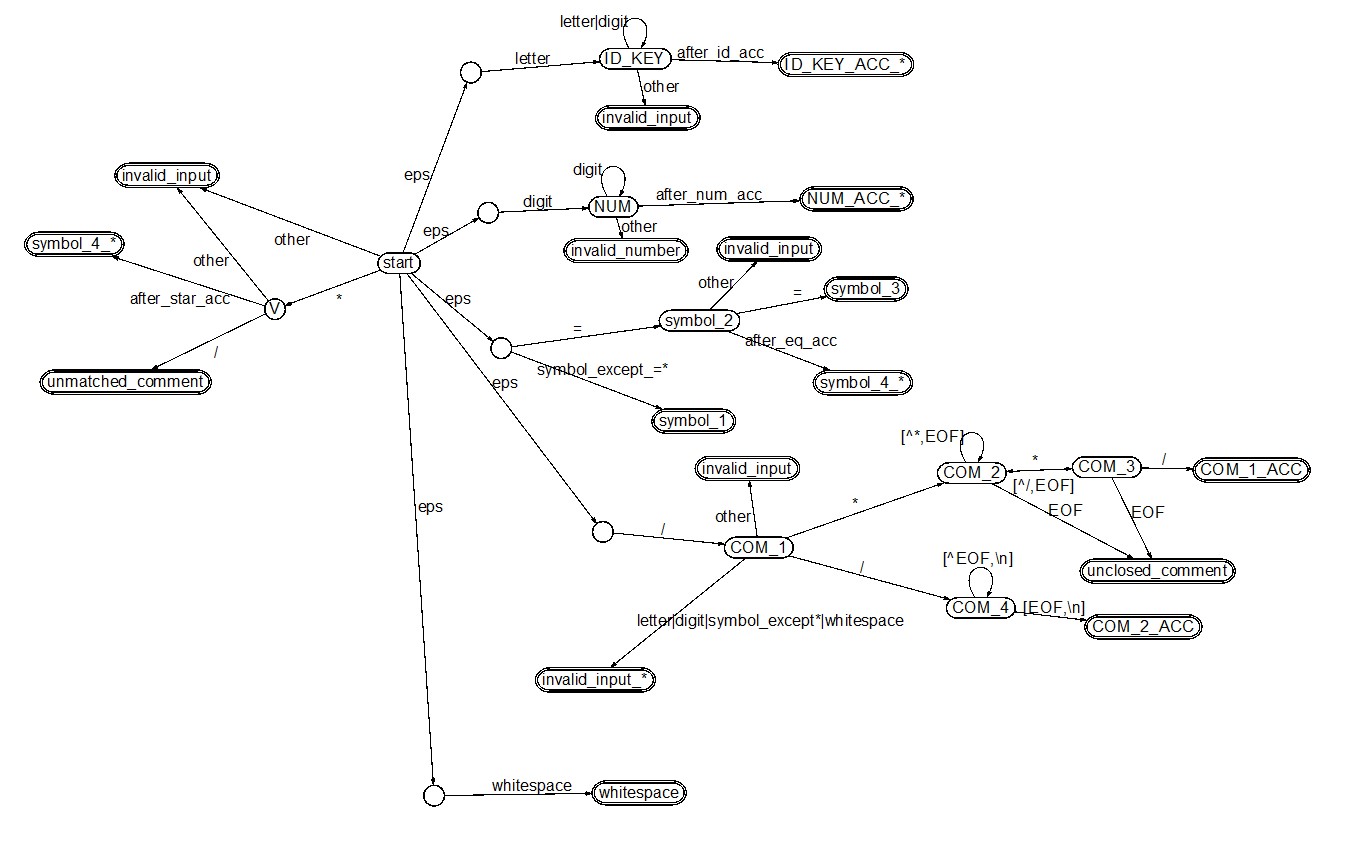 letter|digit
letter
ID_KEY
after_id_acc
ID_KEY_ACC_*
other
invalid_input
eps
invalid_input
digit
digit
NUM
after_num_acc
NUM_ACC_*
other
invalid_number
eps
other
symbol_4_*
other
start
after_star_acc
V
*
/
unmatched_comment
eps
invalid_input
other
=
symbol_3
=
symbol_2
after_eq_acc
symbol_4_*
symbol_except_=*
symbol_1
eps
[^*,EOF]
COM_2
*
COM_3
/
COM_1_ACC
[^/,EOF]
EOF
EOF
unclosed_comment
invalid_input
other
*
/
COM_1
/
[^EOF,\n]
COM_4
[EOF,\n]
COM_2_ACC
letter|digit|symbol_except*|whitespace
invalid_input_*
eps
whitespace
whitespace